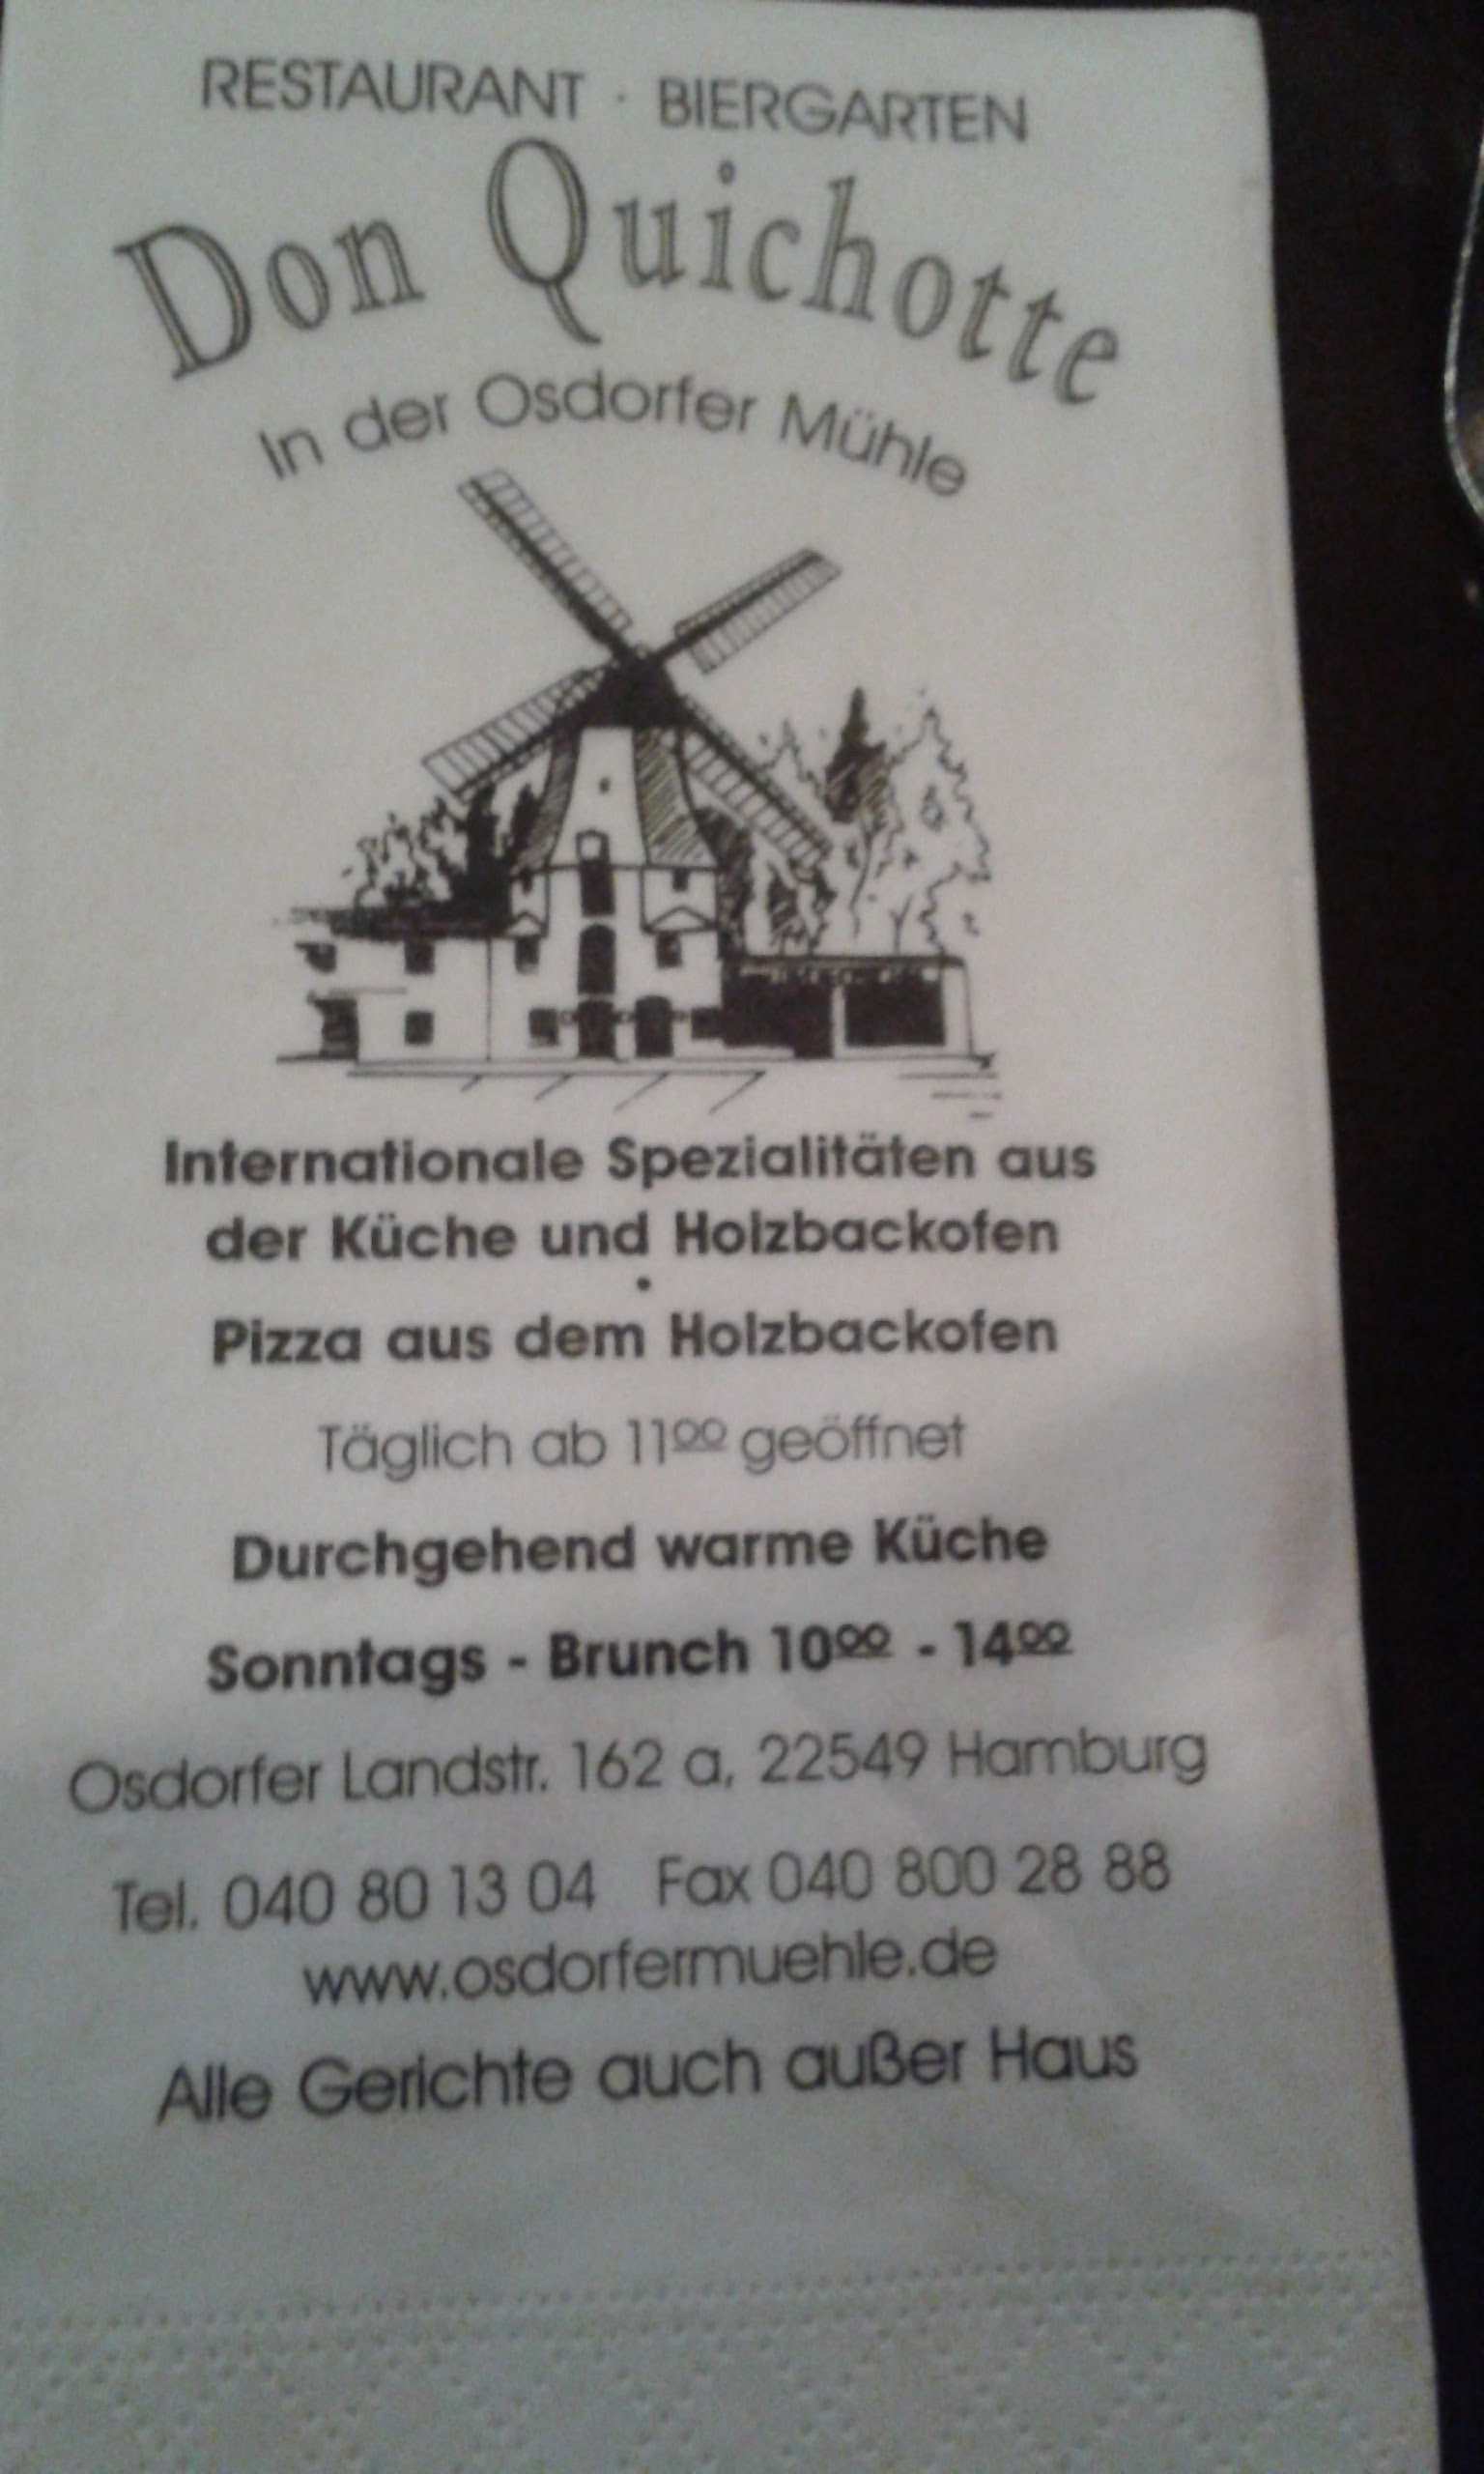 RESTAURANT · BIERGARTEN
Don Quichotte
In der Osdorfer Mühle
Internationale Spezialitäten aus
der Küche und Holzbackofen
•
Pizza aus dem Holzbackofen
Täglich ab 11⁰⁰ geöffnet
Durchgehend warme Küche
Sonntags - Brunch 10⁰⁰ - 14⁰⁰
Osdorfer Landstr. 162 a, 22549 Hamburg
Tel. 040 80 13 04 Fax 040 800 28 88
www.osdorfermuehle.de
Alle Gerichte auch außer Haus